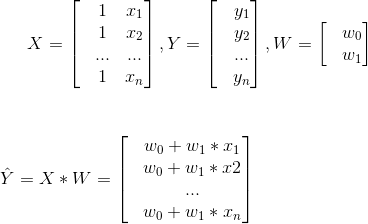 X = [ 1 x_1 ; 1 x_2 ; ... ... ; 1 x_n ] , Y = [ y_1 ; y_2 ; ... ; y_n ] , W = [ w_0 ; w_1 ]
Ŷ = X * W = [ w_0 + w_1 * x_1 ; w_0 + w_1 * x2 ; ... ; w_0 + w_1 * x_n ]